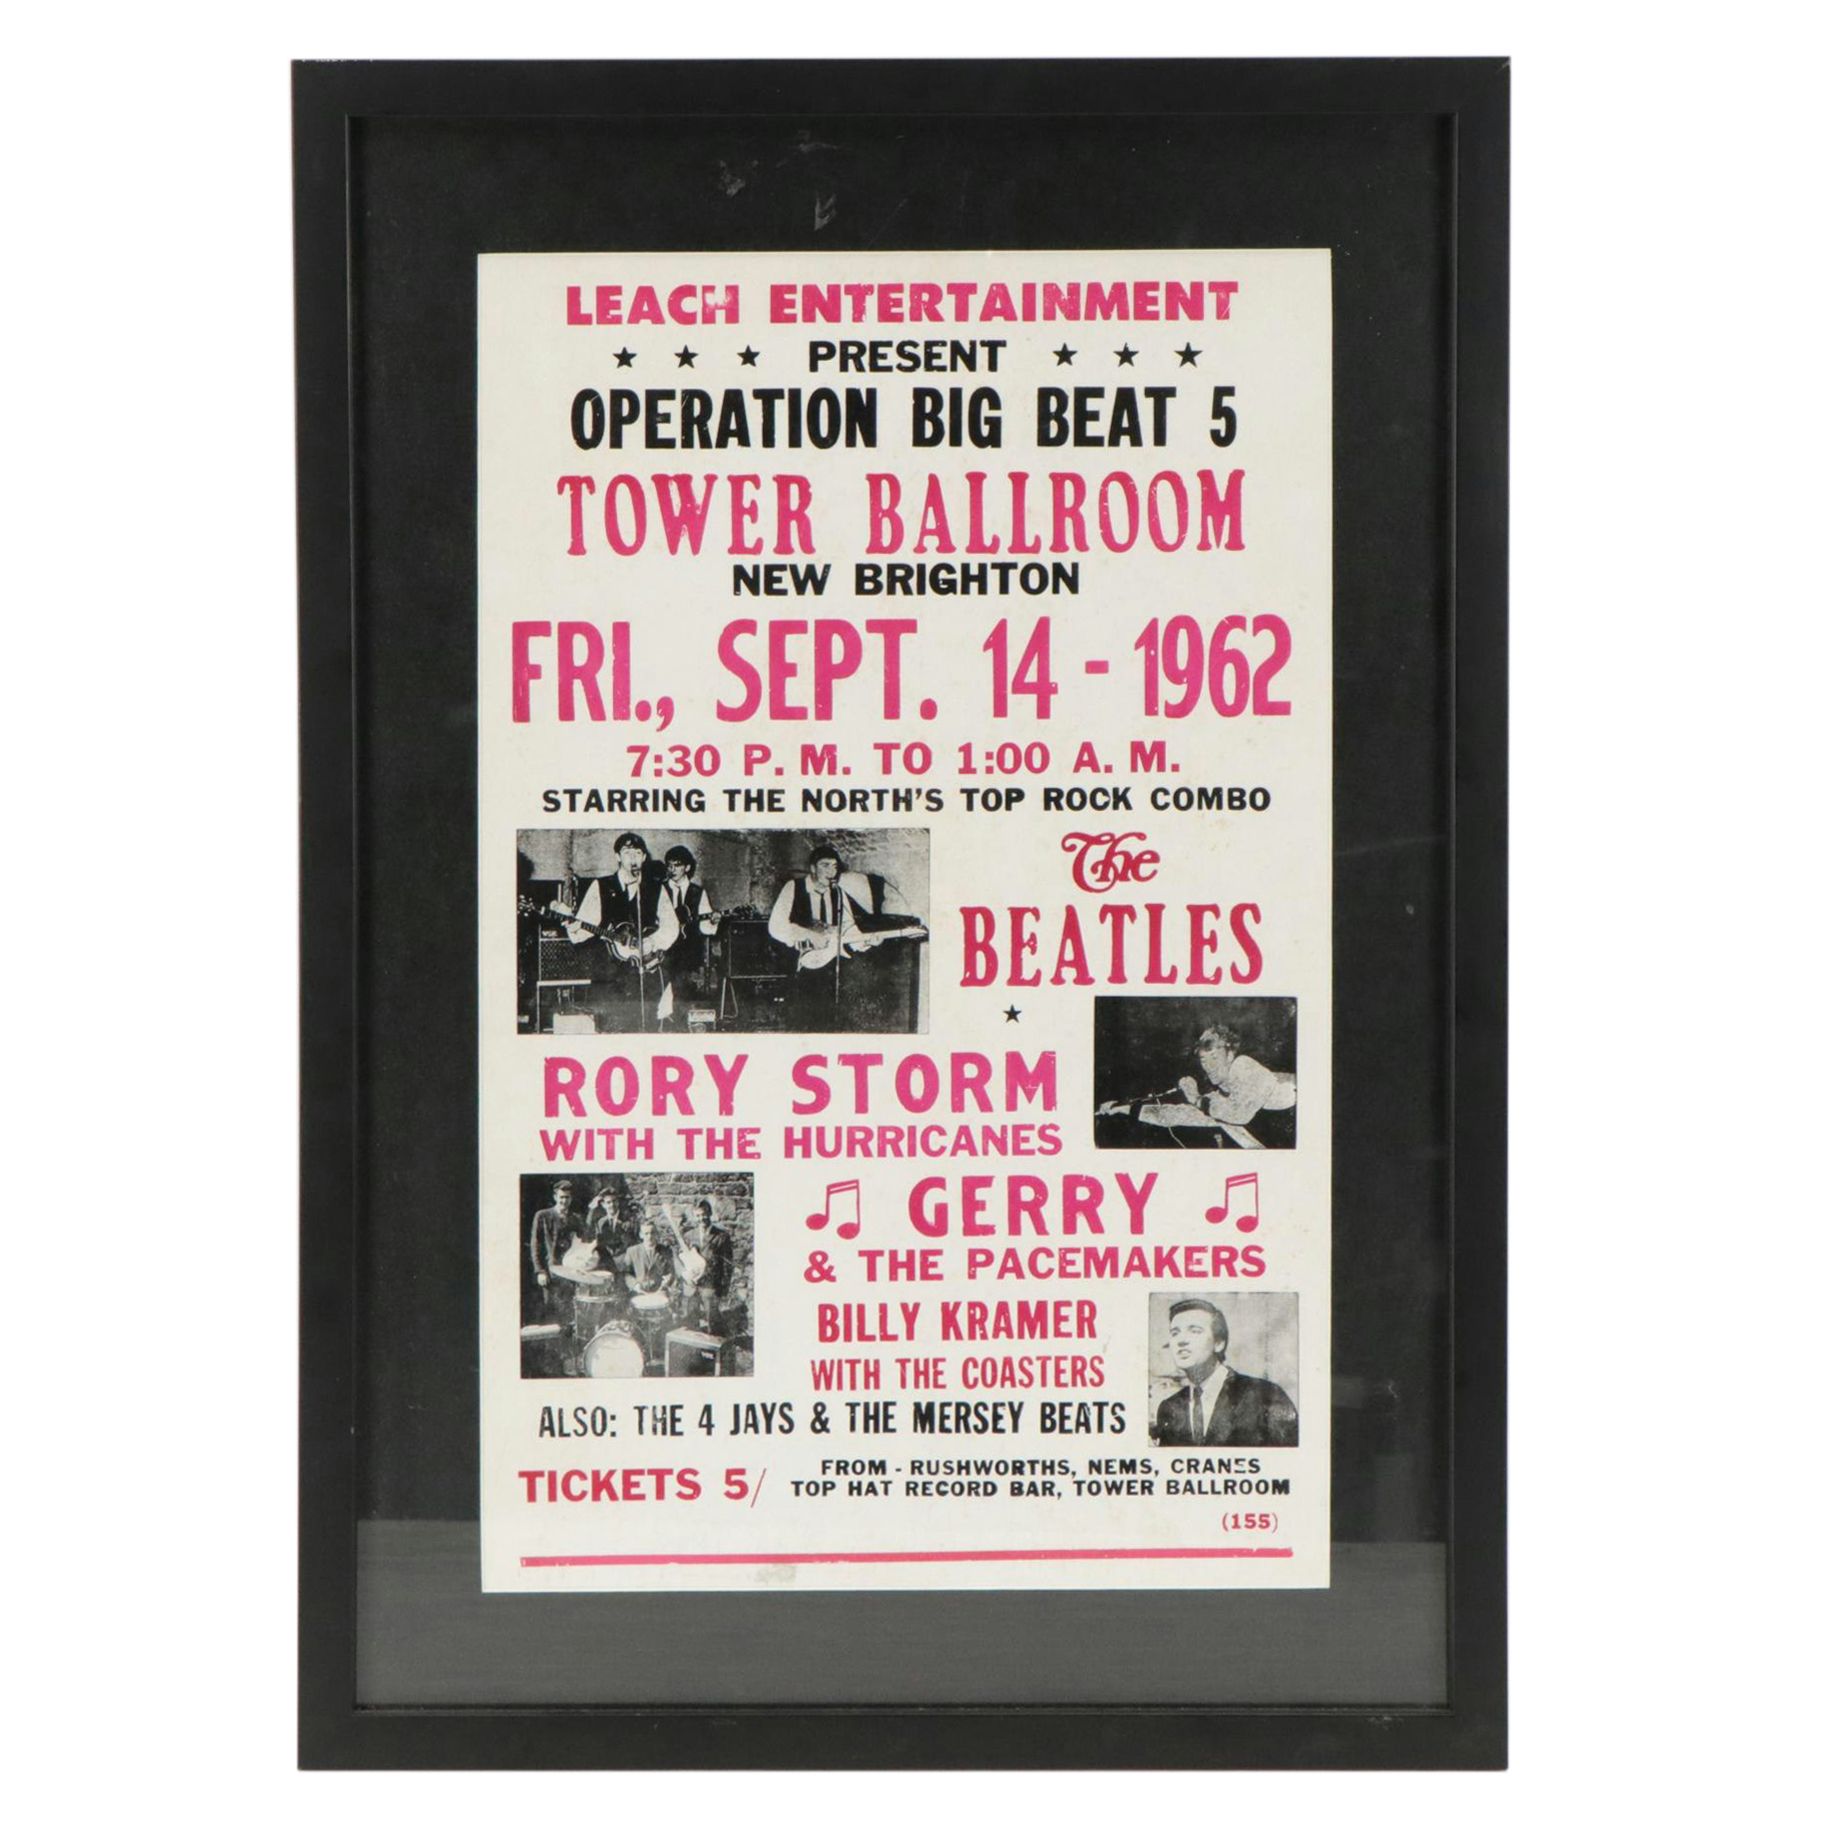 LEACH ENTERTAINMENT
★ ★ ★ PRESENT ★ ★ ★
OPERATION BIG BEAT 5
TOWER BALLROOM
NEW BRIGHTON
FRI., SEPT. 14 - 1962
7:30 P. M. TO 1:00 A. M.
STARRING THE NORTH'S TOP ROCK COMBO
The
BEATLES
★
RORY STORM
WITH THE HURRICANES
♫ GERRY ♫
& THE PACEMAKERS
BILLY KRAMER
WITH THE COASTERS
ALSO: THE 4 JAYS & THE MERSEY BEATS
TICKETS 5/
FROM - RUSHWORTHS, NEMS, CRANES
TOP HAT RECORD BAR, TOWER BALLROOM
(155)